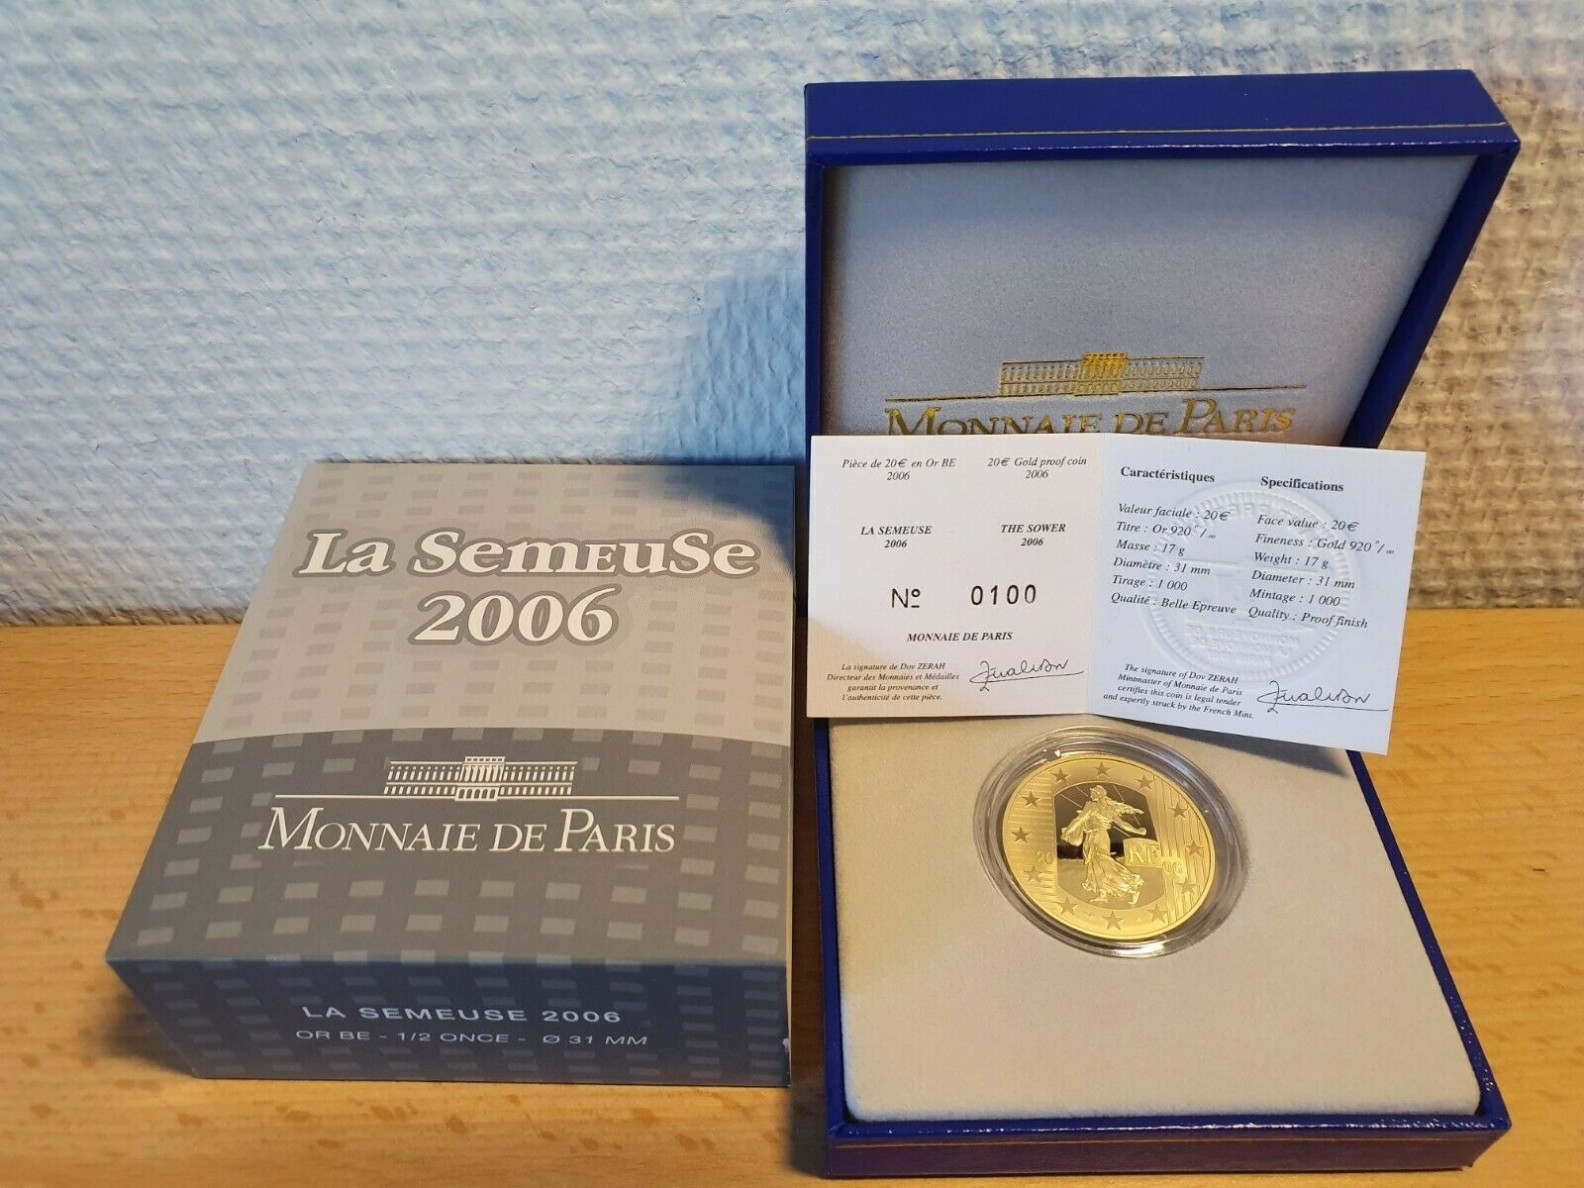 La Semeuse
2006
MONNAIE DE PARIS
LA SEMEUSE 2006
OR BE - 1/2 ONCE - Ø 31 MM
MONNAIE DE PARIS
Pièce de 20€ en Or BE
2006
20€ Gold proof coin
2006
LA SEMEUSE
2006
THE SOWER
2006
Nº 0100
MONNAIE DE PARIS
La signature de Dov ZERAH
Directeur des Monnaies et Médailles
garantit la provenance et
l'authenticité de cette pièce.
Caractéristiques
Valeur faciale : 20€
Titre : Or 920°/∞
Masse : 17 g
Diamètre : 31 mm
Tirage : 1 000
Qualité : Belle Epreuve
Specifications
Face value : 20€
Fineness : Gold 920°/∞
Weight : 17 g
Diameter : 31 mm
Mintage : 1 000
Quality : Proof finish
The signature of Dov ZERAH
Mintmaster of Monnaie de Paris
certifies this coin is legal tender
and expertly struck by the French Mint.
20 RF 06